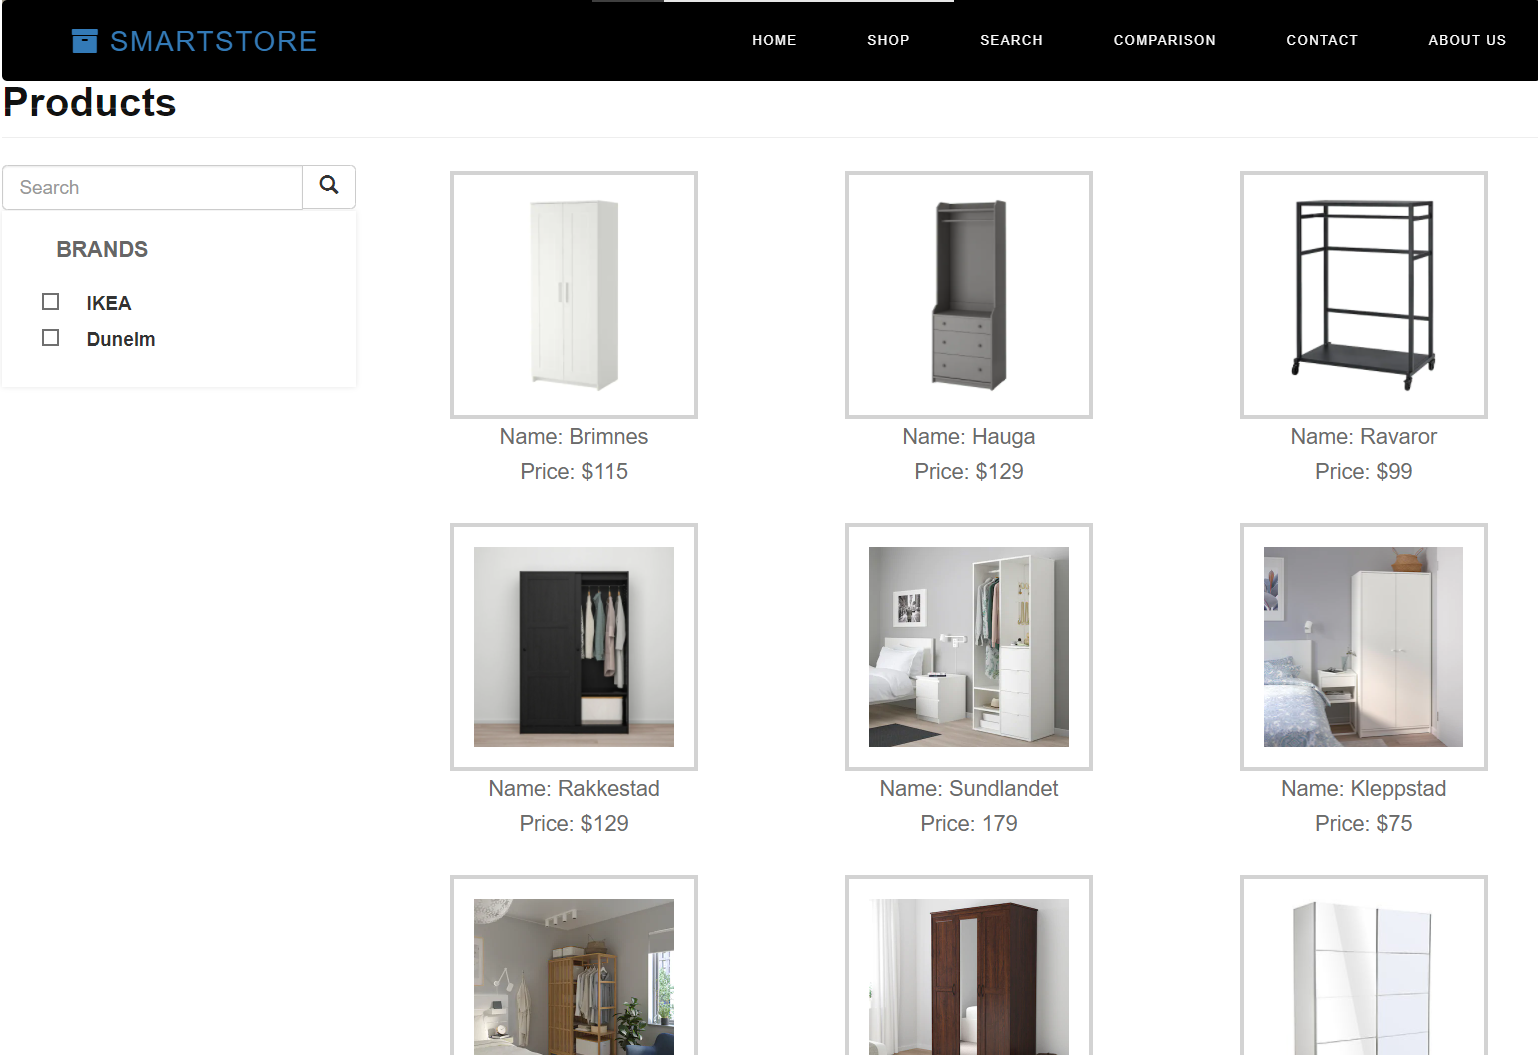 SMARTSTORE
HOME SHOP SEARCH COMPARISON CONTACT ABOUT US
Products
Search
BRANDS
IKEA
Dunelm
Name: Brimnes
Price: $115
Name: Hauga
Price: $129
Name: Ravaror
Price: $99
Name: Rakkestad
Price: $129
Name: Sundlandet
Price: 179
Name: Kleppstad
Price: $75